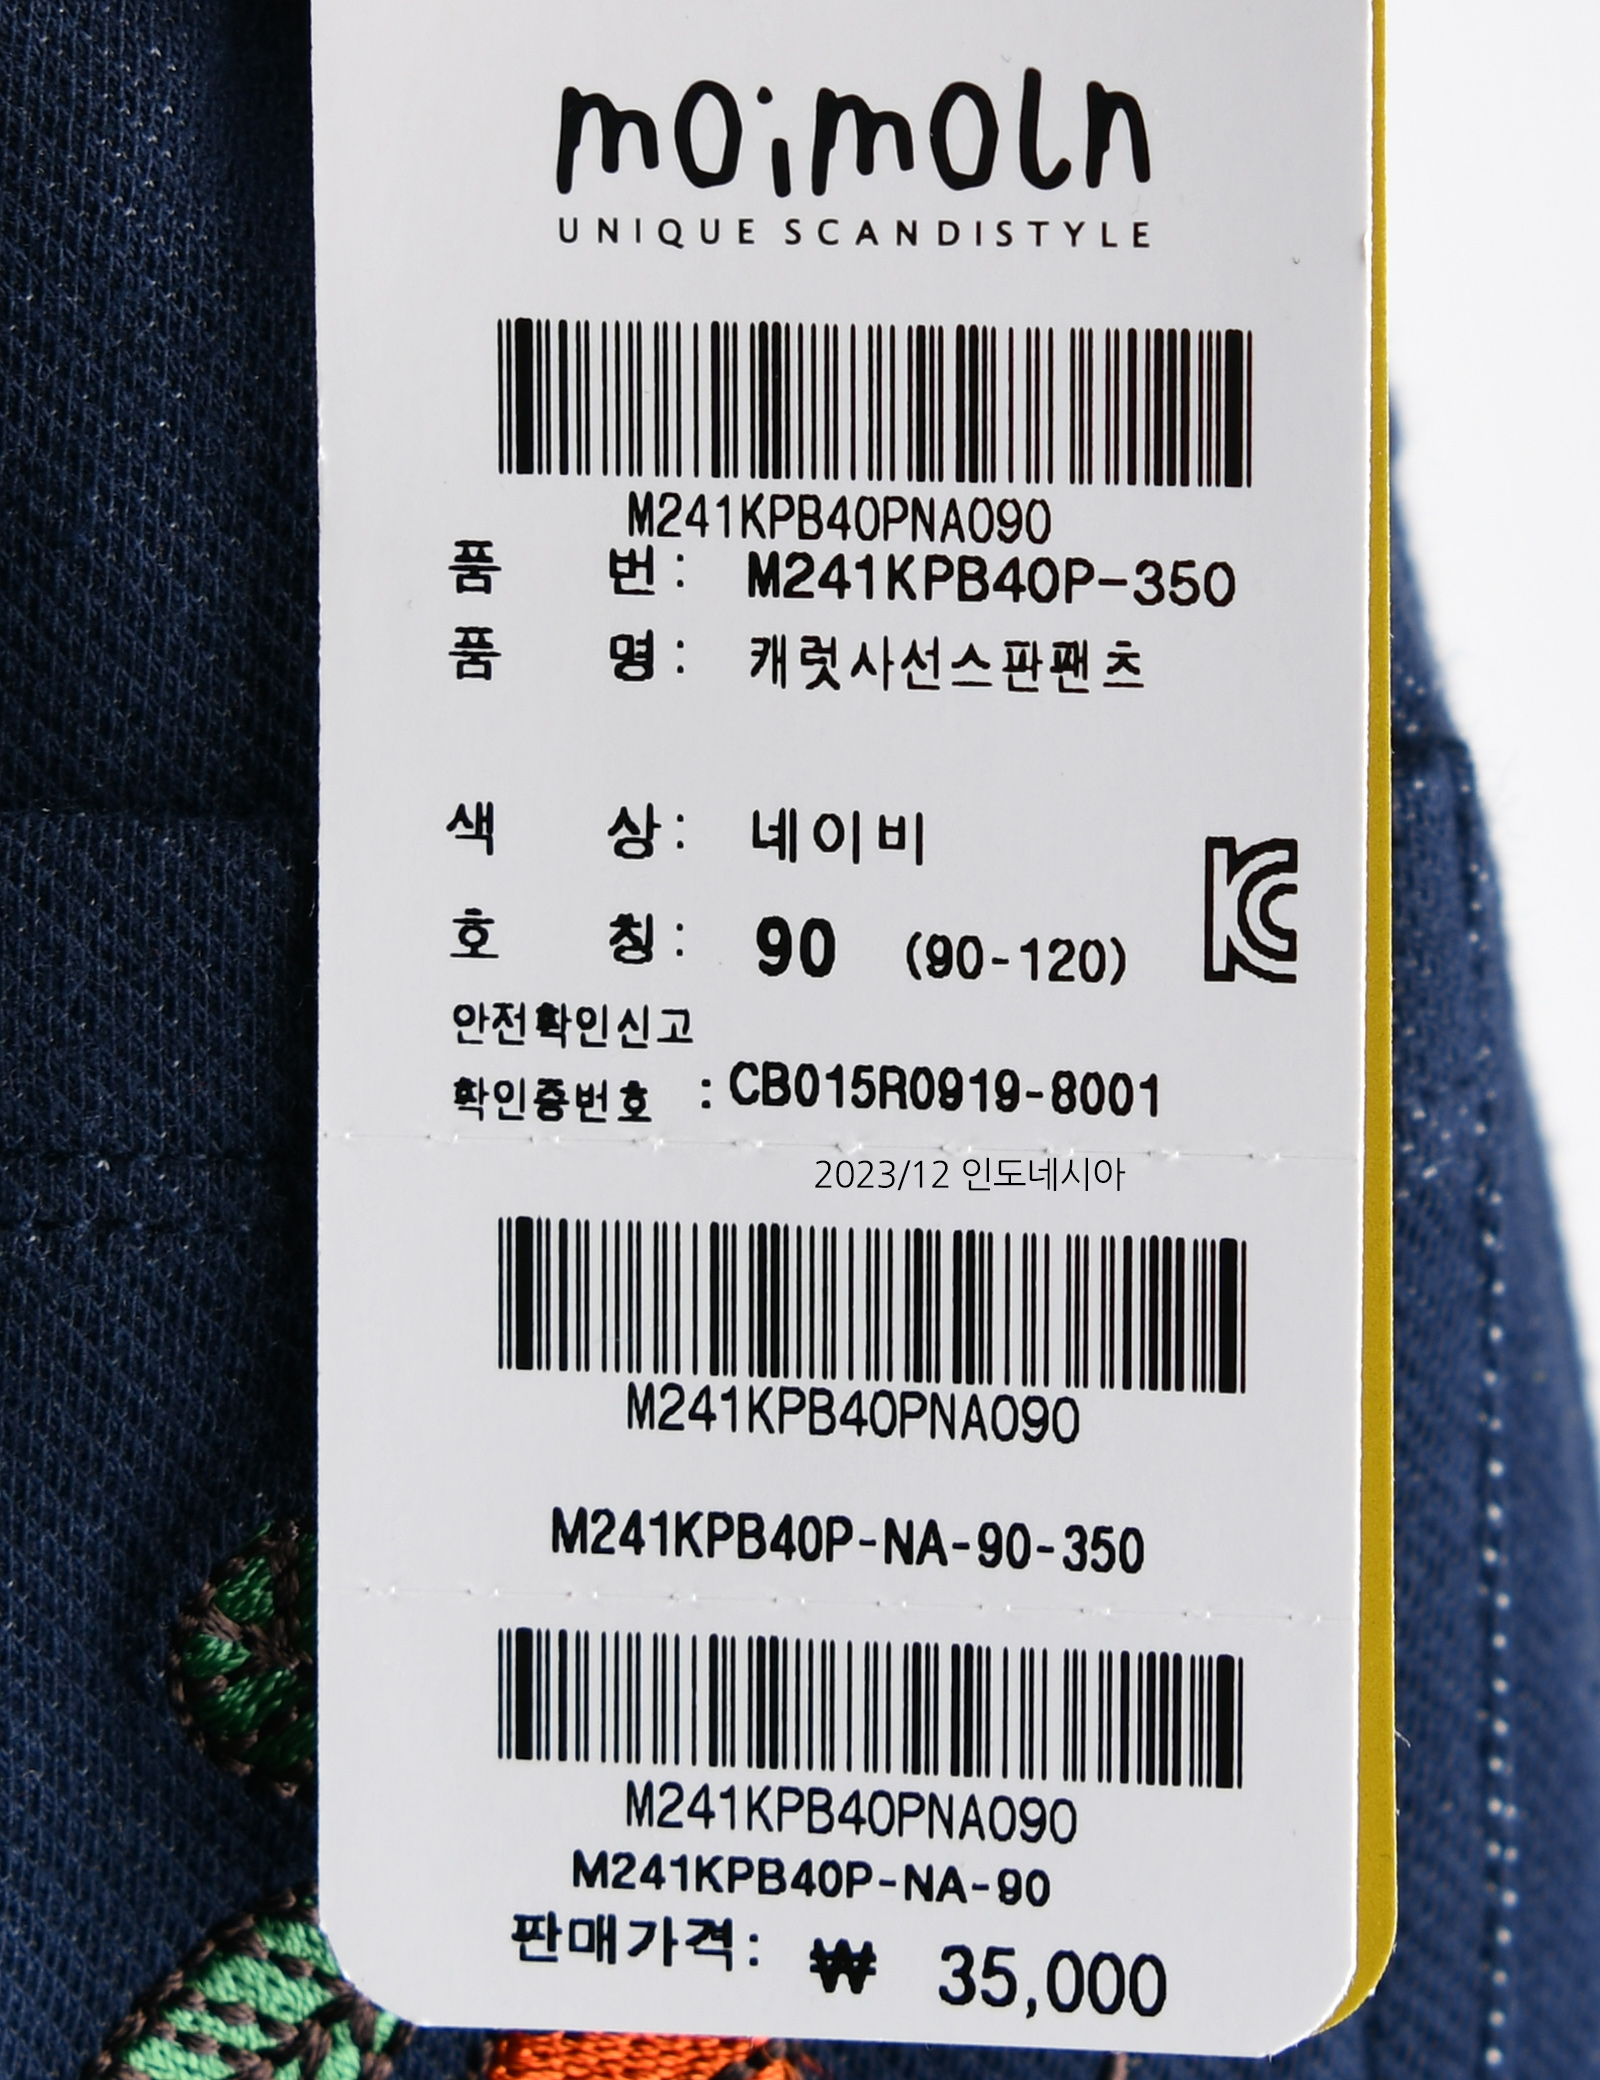 moimoln
UNIQUE SCANDISTYLE
M241KPB40PNA090
품 번 : M241KPB40P-350
품 명 : 캐럿사선스판팬츠
색 상 : 네이비
호 칭 : 90 (90-120)
안전확인신고
확인증번호 : CB015R0919-8001
2023/12 인도네시아
M241KPB40PNA090
M241KPB40P-NA-90-350
M241KPB40PNA090
M241KPB40P-NA-90
판매가격: ₩ 35,000